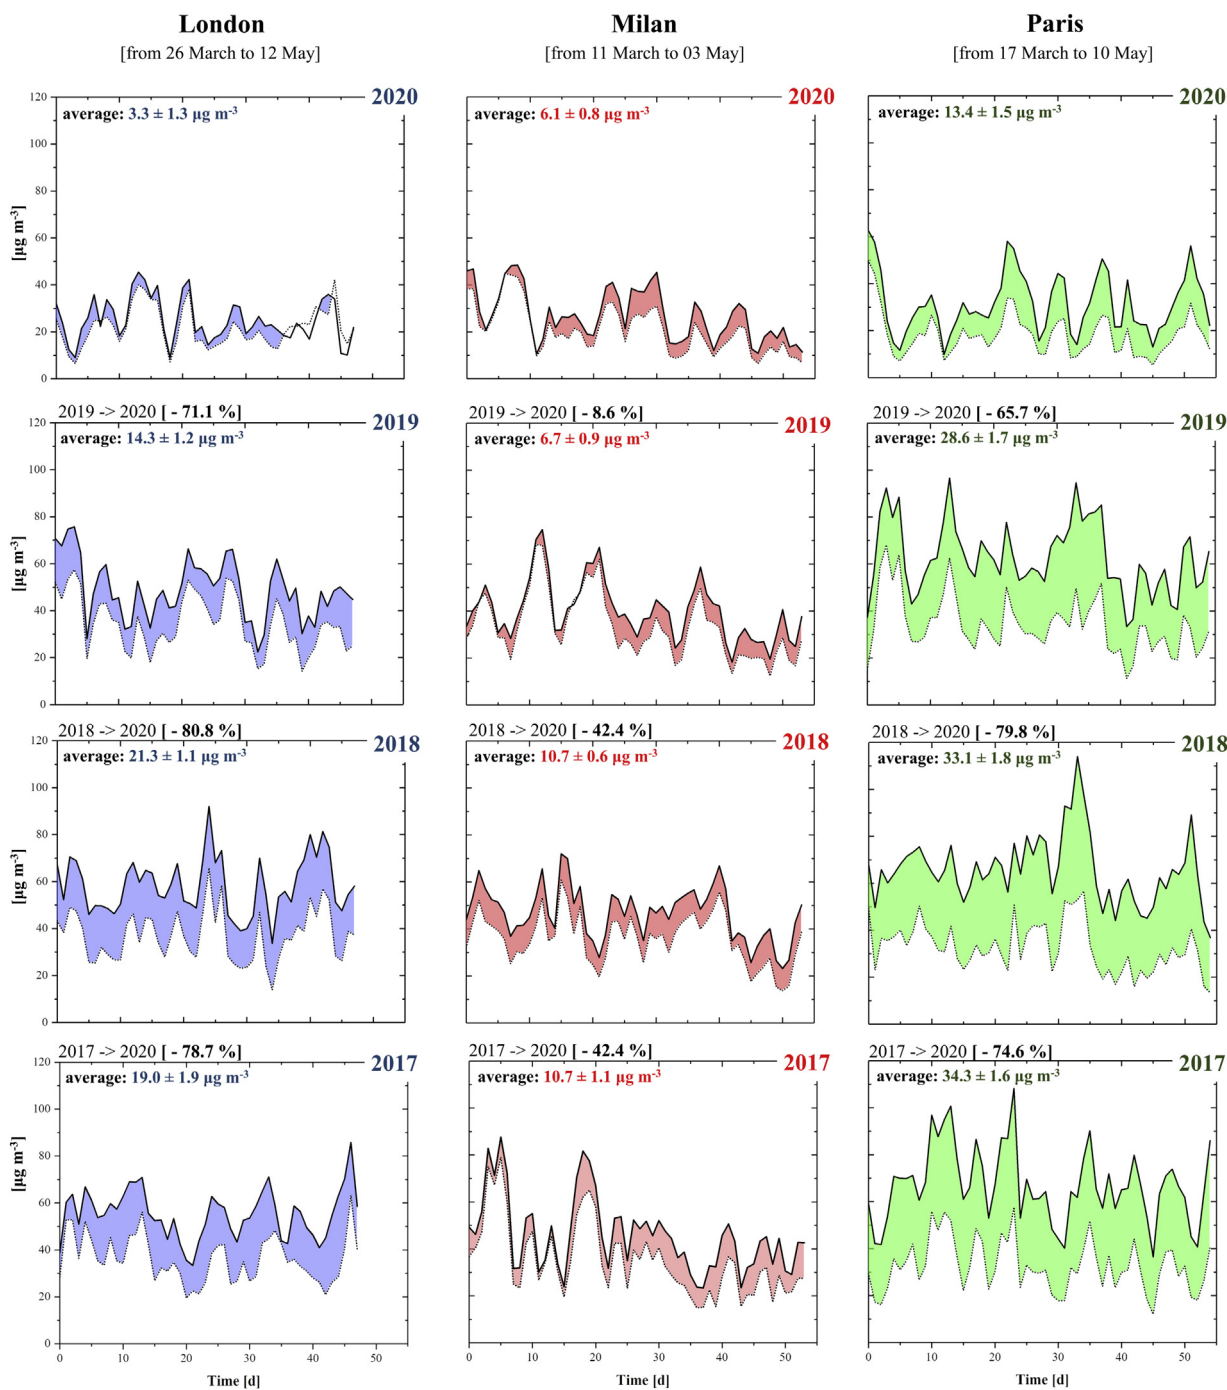 London
Milan
Paris
[from 26 March to 12 May]
[from 11 March to 03 May]
[from 17 March to 10 May]
2020
2020
2020
average: 3.3 ± 1.3 µg m-3
average: 6.1 ± 0.8 µg m-3
average: 13.4 ± 1.5 µg m-3
120
100
80
60
40
20
0
[µg m-3]
2019 -> 2020 [ - 71.1 %]
2019 -> 2020 [ - 8.6 %]
2019 -> 2020 [ - 65.7 %]
2019
2019
2019
average: 14.3 ± 1.2 µg m-3
average: 6.7 ± 0.9 µg m-3
average: 28.6 ± 1.7 µg m-3
120
100
80
60
40
20
0
[µg m-3]
2018 -> 2020 [ - 80.8 %]
2018 -> 2020 [ - 42.4 %]
2018 -> 2020 [ - 79.8 %]
2018
2018
2018
average: 21.3 ± 1.1 µg m-3
average: 10.7 ± 0.6 µg m-3
average: 33.1 ± 1.8 µg m-3
120
100
80
60
40
20
0
[µg m-3]
2017 -> 2020 [ - 78.7 %]
2017 -> 2020 [ - 42.4 %]
2017 -> 2020 [ - 74.6 %]
2017
2017
2017
average: 19.0 ± 1.9 µg m-3
average: 10.7 ± 1.1 µg m-3
average: 34.3 ± 1.6 µg m-3
120
100
80
60
40
20
0
[µg m-3]
0 10 20 30 40 50
0 10 20 30 40 50
0 10 20 30 40 50
Time [d]
Time [d]
Time [d]